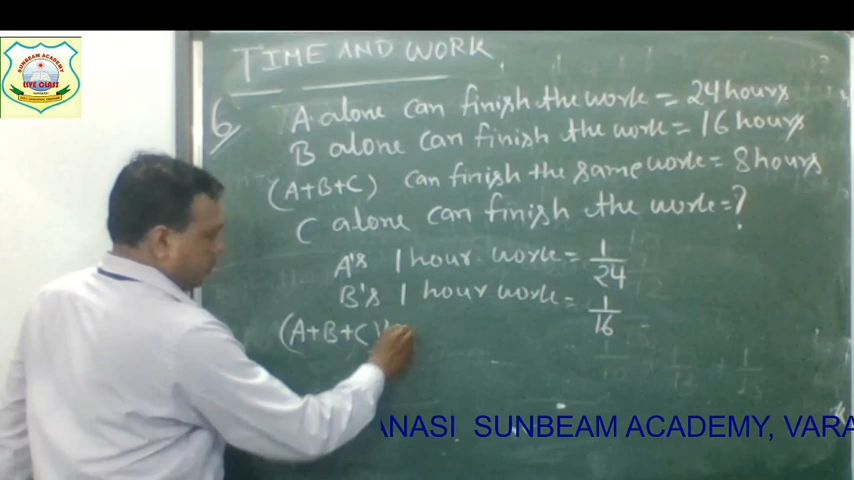 SUNBEAM ACADEMY
LIVE CLASS
TIME AND WORK
6 A alone can finish the work = 24 hours
B alone can finish the work = 16 hours
(A+B+C) can finish the same work = 8 hours
C alone can finish the work = ?
A's 1 hour work = 1/24
B's 1 hour work = 1/16
(A+B+C)'
ANASI SUNBEAM ACADEMY, VARA